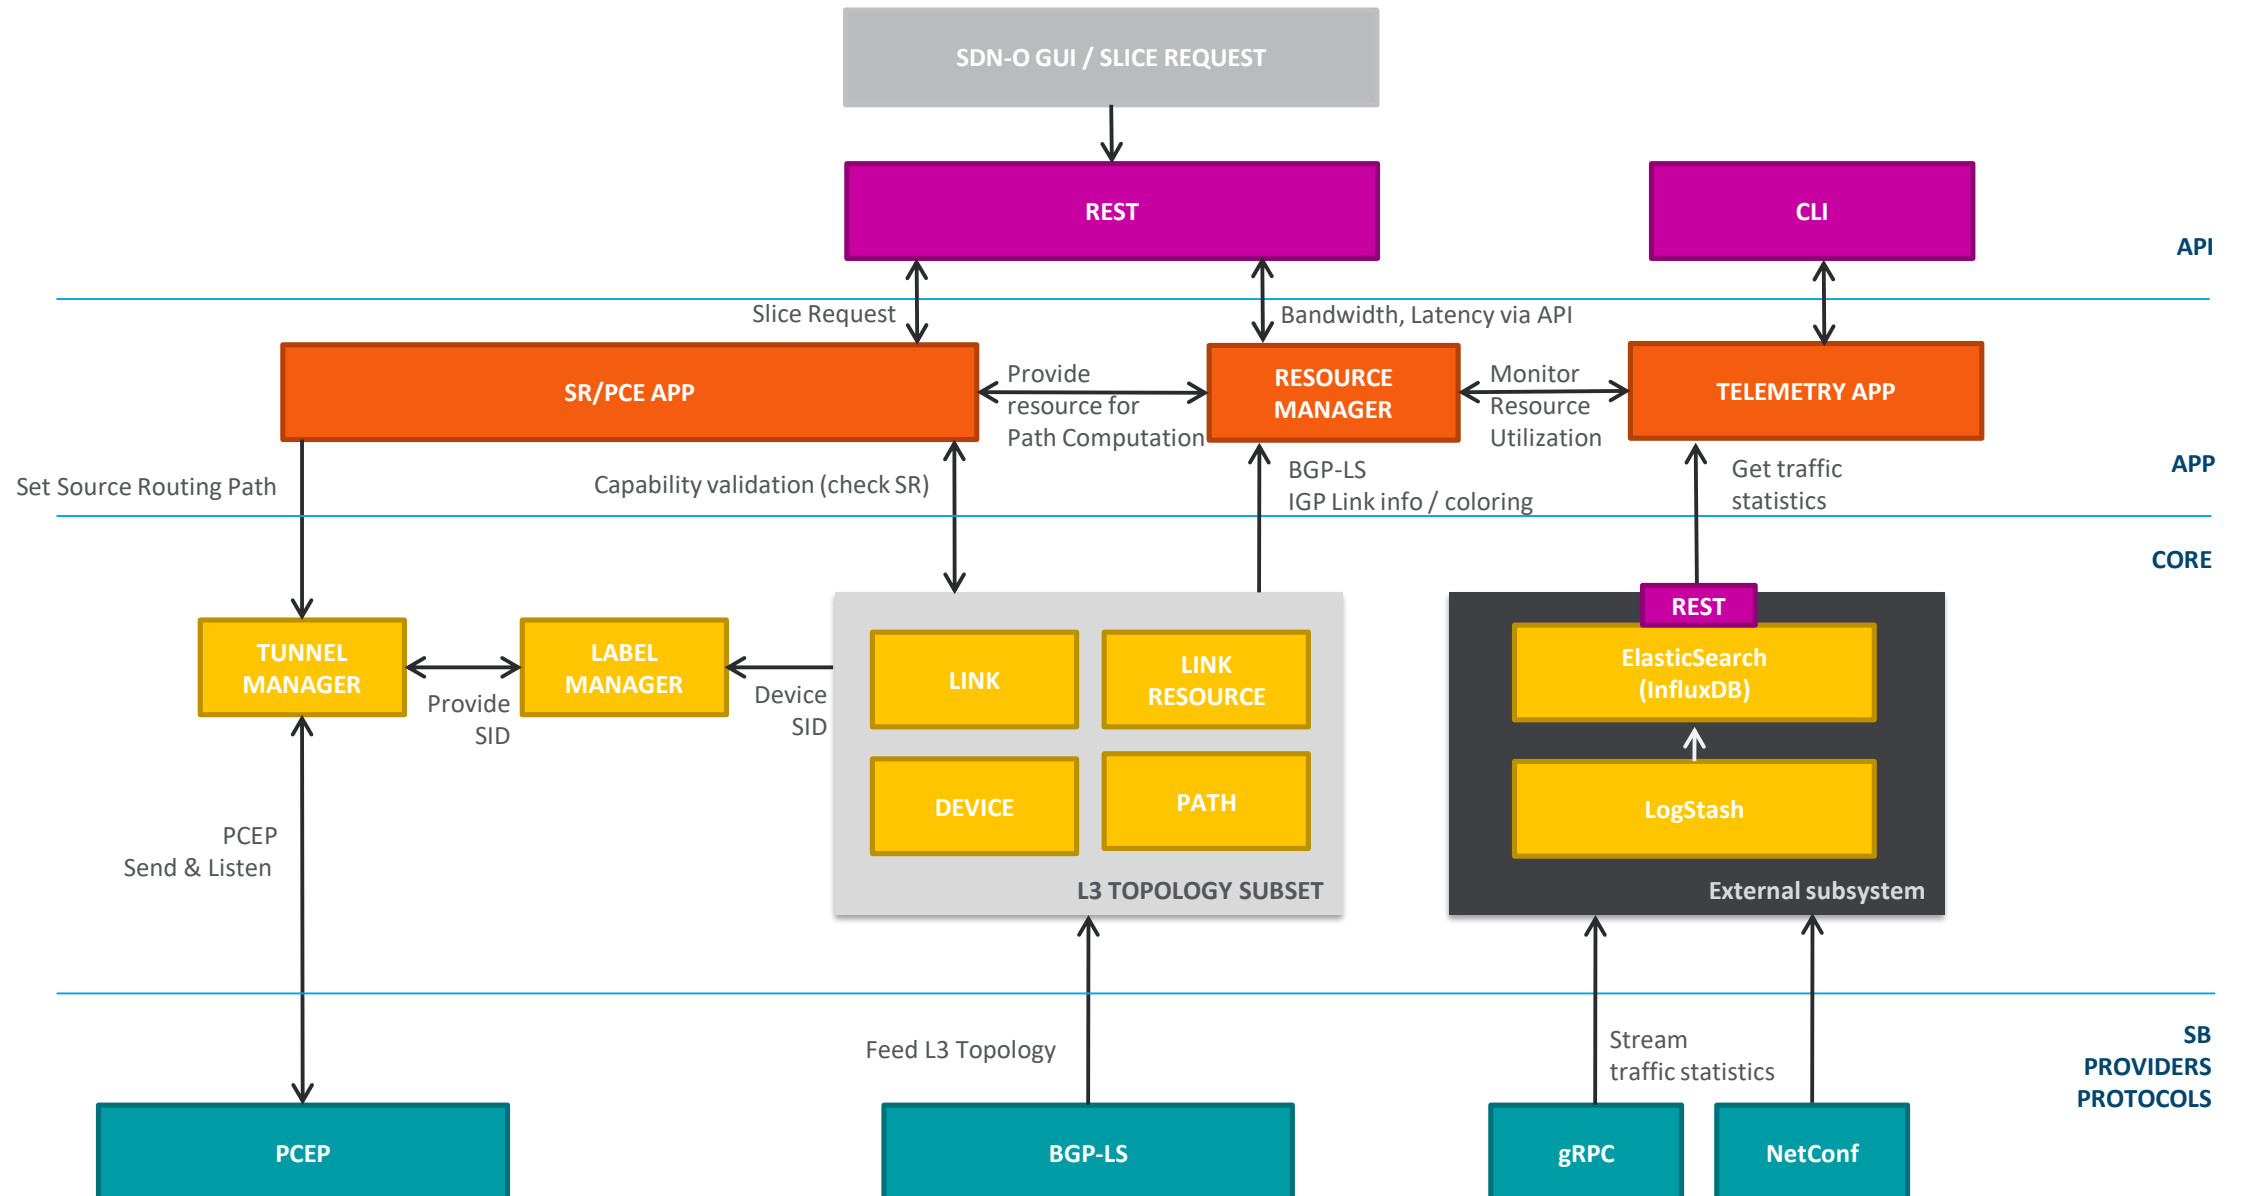 SDN-O GUI / SLICE REQUEST
REST
CLI
API
Slice Request
Bandwidth, Latency via API
SR/PCE APP
Provide
resource for
Path Computation
RESOURCE
MANAGER
Monitor
Resource
Utilization
TELEMETRY APP
APP
Set Source Routing Path
Capability validation (check SR)
BGP-LS
IGP Link info / coloring
Get traffic
statistics
CORE
TUNNEL
MANAGER
Provide
SID
LABEL
MANAGER
Device
SID
LINK
LINK
RESOURCE
DEVICE
PATH
L3 TOPOLOGY SUBSET
REST
ElasticSearch
(InfluxDB)
LogStash
External subsystem
PCEP
Send & Listen
Feed L3 Topology
Stream
traffic statistics
SB
PROVIDERS
PROTOCOLS
PCEP
BGP-LS
gRPC
NetConf